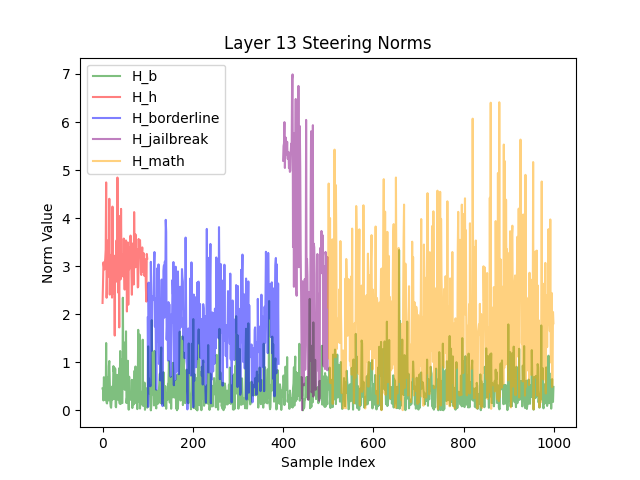 Layer 13 Steering Norms
H_b
H_h
H_borderline
H_jailbreak
H_math
Norm Value
7
6
5
4
3
2
1
0
0 200 400 600 800 1000
Sample Index